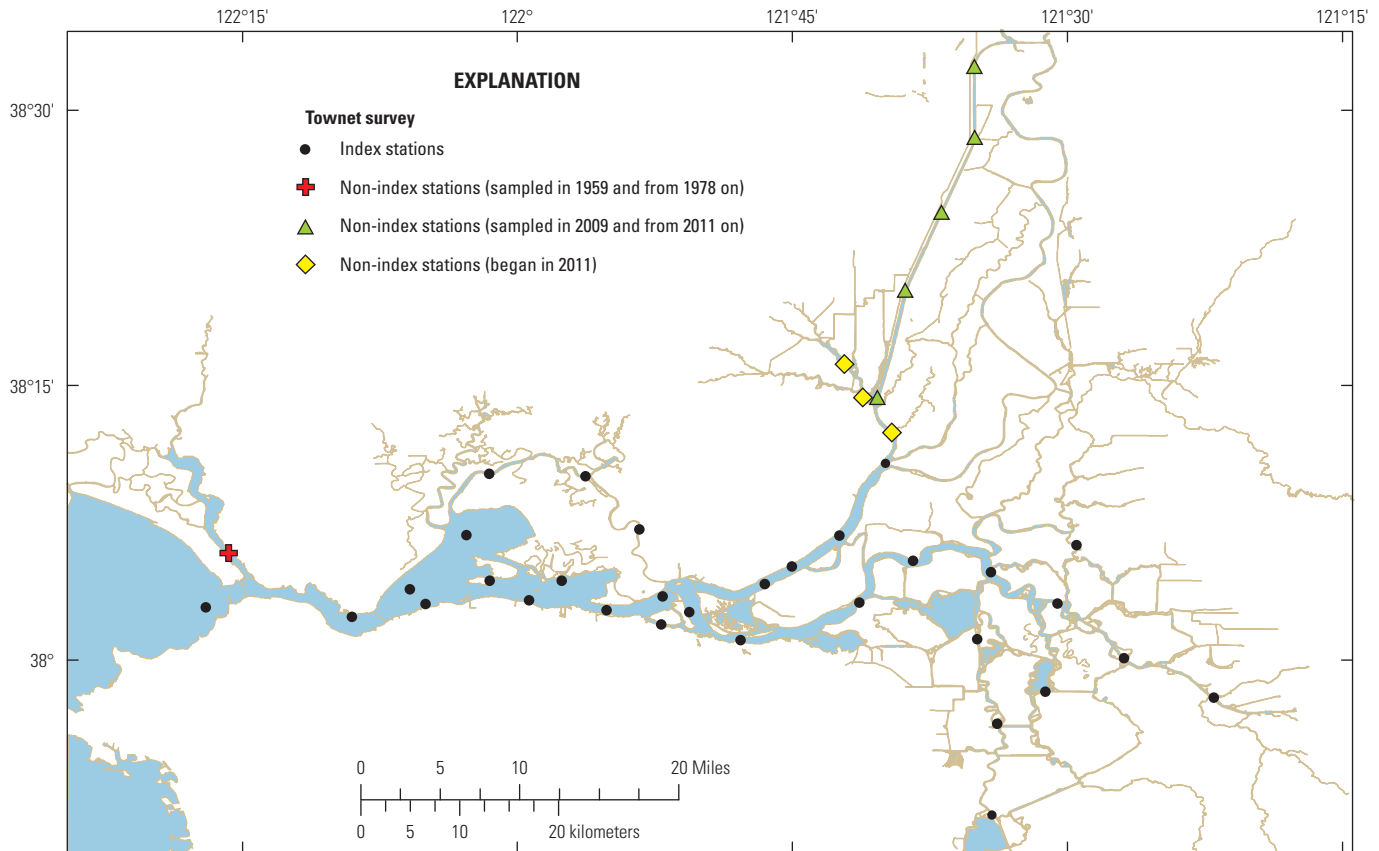 122°15' 122° 121°45' 121°30' 121°15'
38°30'
38°15'
38°
EXPLANATION
Townet survey
Index stations
Non-index stations (sampled in 1959 and from 1978 on)
Non-index stations (sampled in 2009 and from 2011 on)
Non-index stations (began in 2011)
0 5 10 20 Miles
0 5 10 20 kilometers